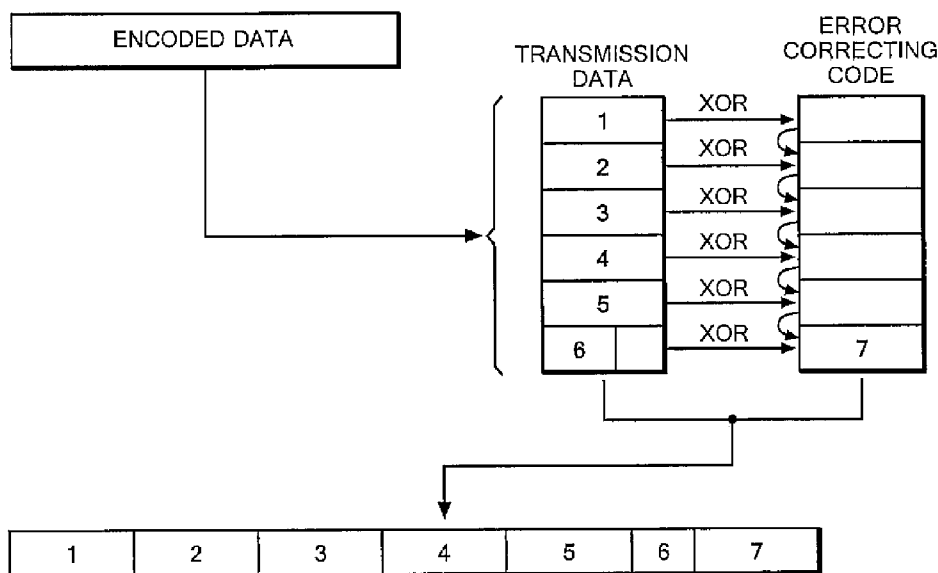 ENCODED DATA
TRANSMISSION
DATA
ERROR
CORRECTING
CODE
1 XOR
2 XOR
3 XOR
4 XOR
5 XOR
6 XOR 7
1 2 3 4 5 6 7